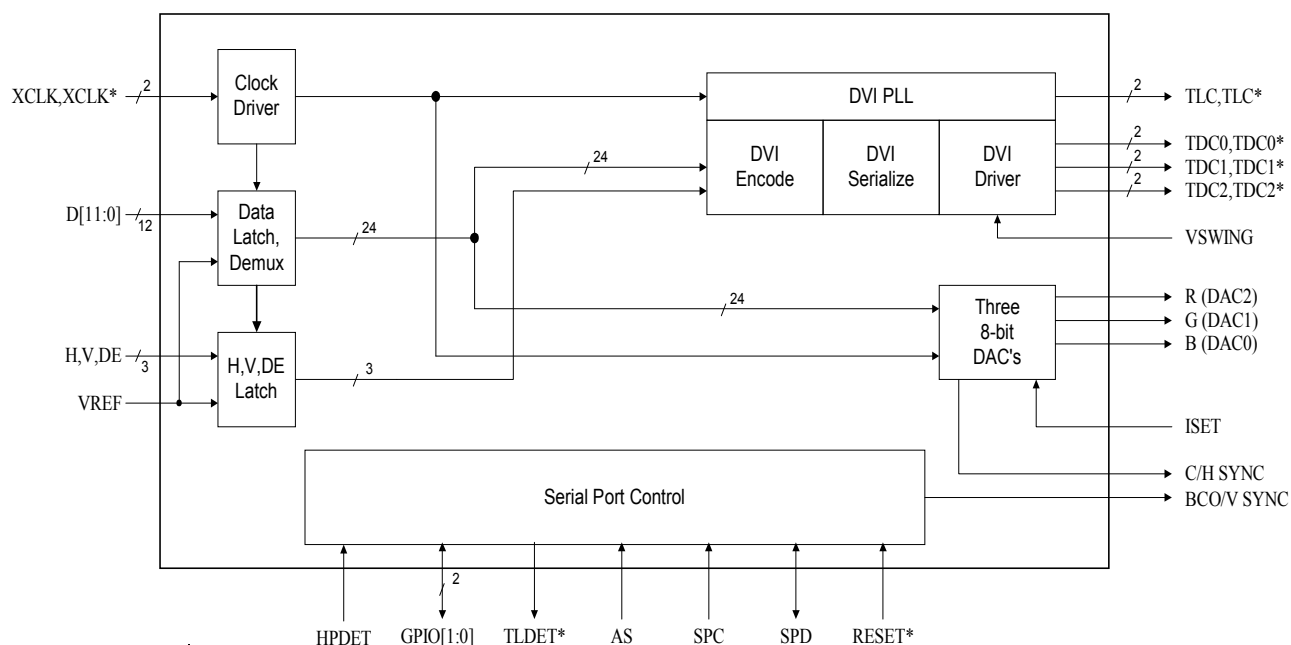 XCLK,XCLK*
2
Clock
Driver
DVI PLL
2
TLC,TLC*
24
DVI
Encode
DVI
Serialize
DVI
Driver
2
TDC0,TDC0*
2
TDC1,TDC1*
2
TDC2,TDC2*
D[11:0]
12
Data
Latch,
Demux
24
VSWING
24
Three
8-bit
DAC's
R (DAC2)
G (DAC1)
B (DAC0)
H,V,DE
3
H,V,DE
Latch
3
VREF
ISET
C/H SYNC
Serial Port Control
BCO/V SYNC
2
HPDET
GPIO[1:0]
TLDET*
AS
SPC
SPD
RESET*